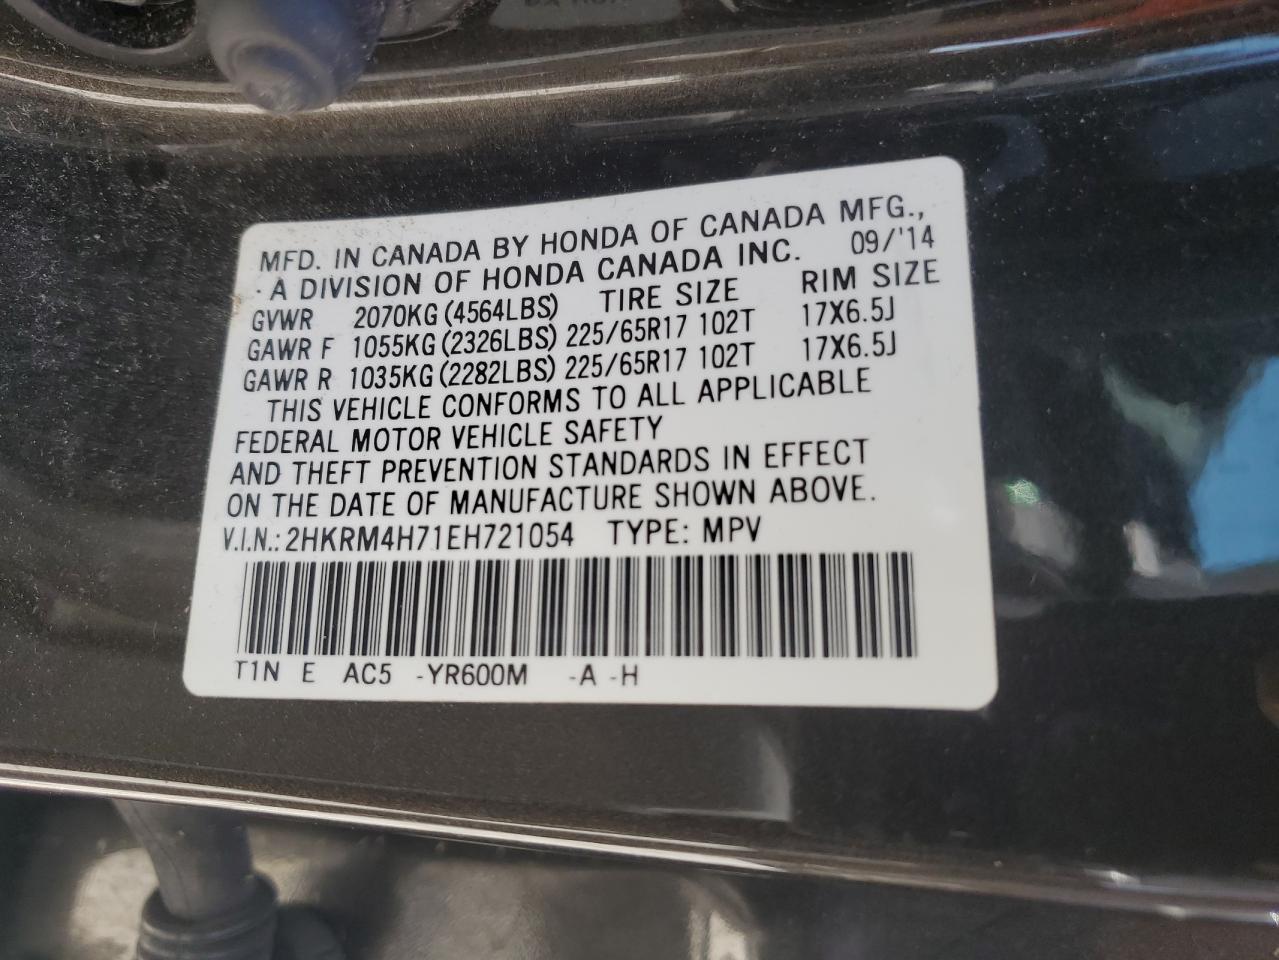 MFD. IN CANADA BY HONDA OF CANADA MFG.,
A DIVISION OF HONDA CANADA INC. 09/'14
GVWR 2070KG (4564LBS) TIRE SIZE RIM SIZE
GAWR F 1055KG (2326LBS) 225/65R17 102T 17X6.5J
GAWR R 1035KG (2282LBS) 225/65R17 102T 17X6.5J
THIS VEHICLE CONFORMS TO ALL APPLICABLE
FEDERAL MOTOR VEHICLE SAFETY
AND THEFT PREVENTION STANDARDS IN EFFECT
ON THE DATE OF MANUFACTURE SHOWN ABOVE.
V.I.N.: 2HKRM4H71EH721054 TYPE: MPV
T1N E AC5 -YR600M -A -H